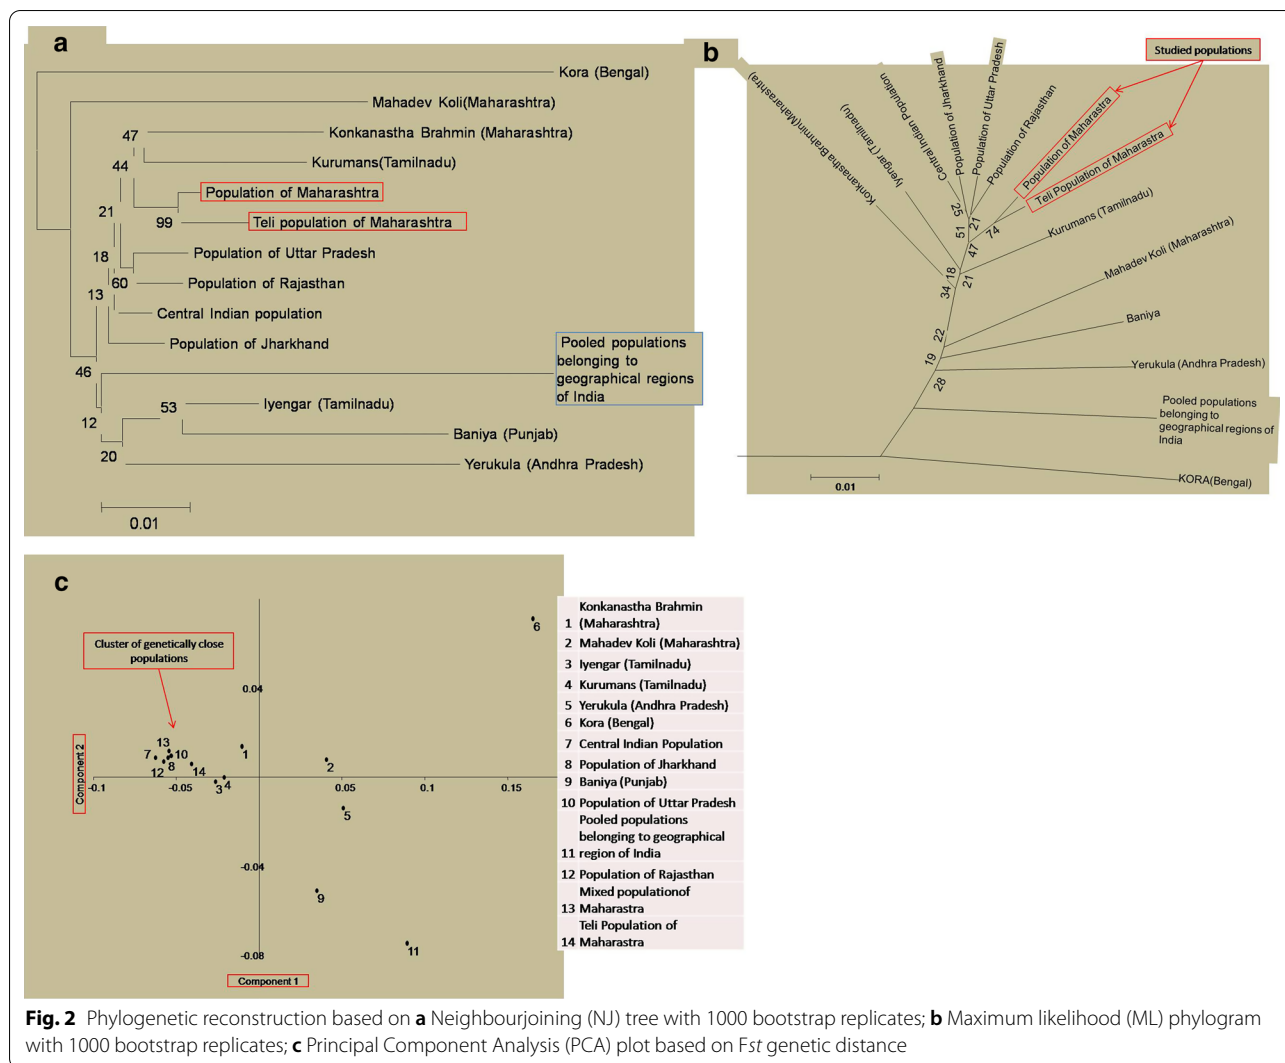 a
Kora (Bengal)
Mahadev Koli(Maharashtra)
47
Konkanastha Brahmin (Maharashtra)
Kurumans(Tamilnadu)
44
Population of Maharashtra
21
99
Teli population of Maharashtra
18
Population of Uttar Pradesh
60
Population of Rajasthan
13
Central Indian population
Population of Jharkhand
46
Pooled populations
belonging to
geographical regions
of India
53
Iyengar (Tamilnadu)
12
Baniya (Punjab)
20
Yerukula (Andhra Pradesh)
0.01
b
Studied populations
Konkanastha Brahmin(Maharashtra)
Iyengar (Tamilnadu)
Central Indian Population
Population of Jharkhand
Population of Uttar Pradesh
Population of Rajasthan
Population of Maharastra
Teli Population of Maharastra
Kurumans (Tamilnadu)
Mahadev Koli (Maharashtra)
Baniya
Yerukula (Andhra Pradesh)
Pooled populations
belonging to
geographical regions of
India
KORA(Bengal)
25
21
51
74
47
18
21
34
22
19
28
0.01
c
Cluster of genetically close
populations
6
0.04
13
7
10
8
12
14
1
2
3
4
5
9
11
Component 2
-0.1
-0.05
0.05
0.1
0.15
-0.04
-0.08
Component 1
Konkanastha Brahmin
1 (Maharashtra)
2 Mahadev Koli (Maharashtra)
3 Iyengar (Tamilnadu)
4 Kurumans (Tamilnadu)
5 Yerukula (Andhra Pradesh)
6 Kora (Bengal)
7 Central Indian Population
8 Population of Jharkhand
9 Baniya (Punjab)
10 Population of Uttar Pradesh
Pooled populations
belonging to geographical
11 region of India
12 Population of Rajasthan
Mixed populationof
13 Maharastra
Teli Population of
14 Maharastra
Fig. 2 Phylogenetic reconstruction based on a Neighbourjoining (NJ) tree with 1000 bootstrap replicates; b Maximum likelihood (ML) phylogram
with 1000 bootstrap replicates; c Principal Component Analysis (PCA) plot based on Fst genetic distance